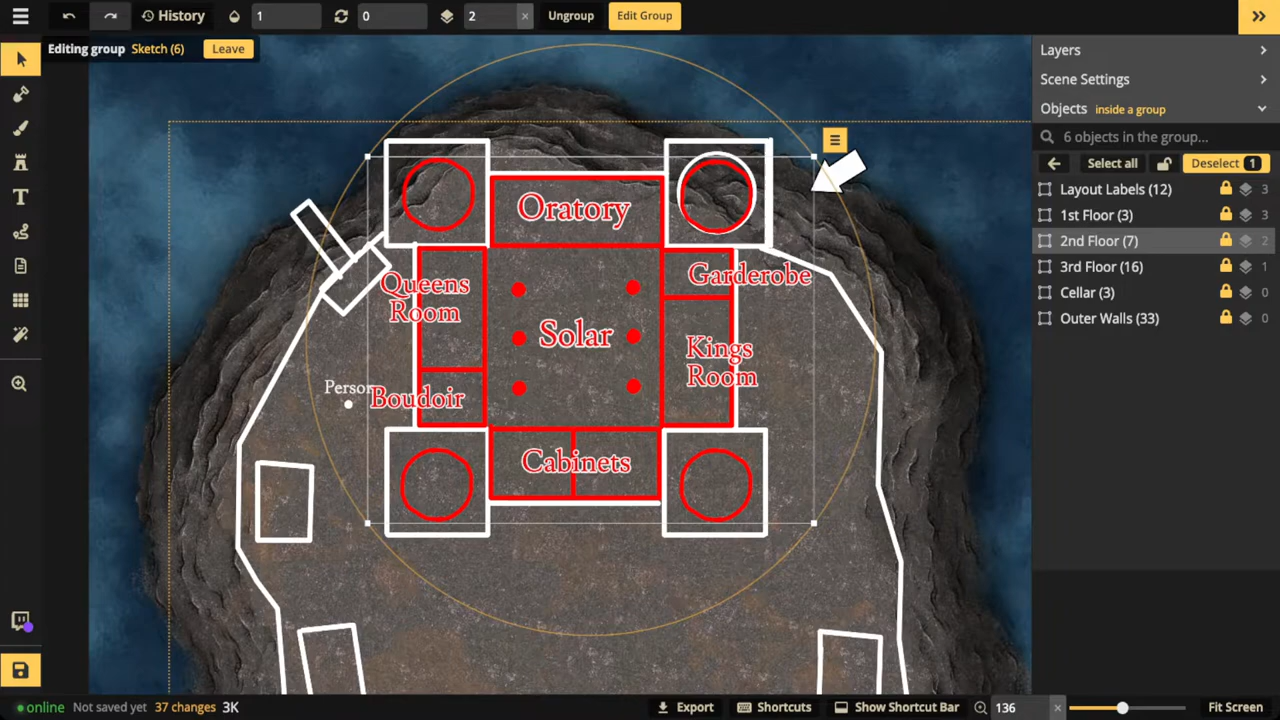 History
1
0
2
×
Ungroup
Edit Group
Editing group Sketch (6)
Leave
Layers
Scene Settings
Objects inside a group
6 objects in the group...
Select all
Deselect 1
Layout Labels (12)
3
1st Floor (3)
3
2nd Floor (7)
2
3rd Floor (16)
1
Cellar (3)
0
Outer Walls (33)
0
Oratory
Queens
Room
Garderobe
Solar
Kings
Room
Person
Boudoir
Cabinets
online
Not saved yet
37 changes
3K
Export
Shortcuts
Show Shortcut Bar
136
×
Fit Screen